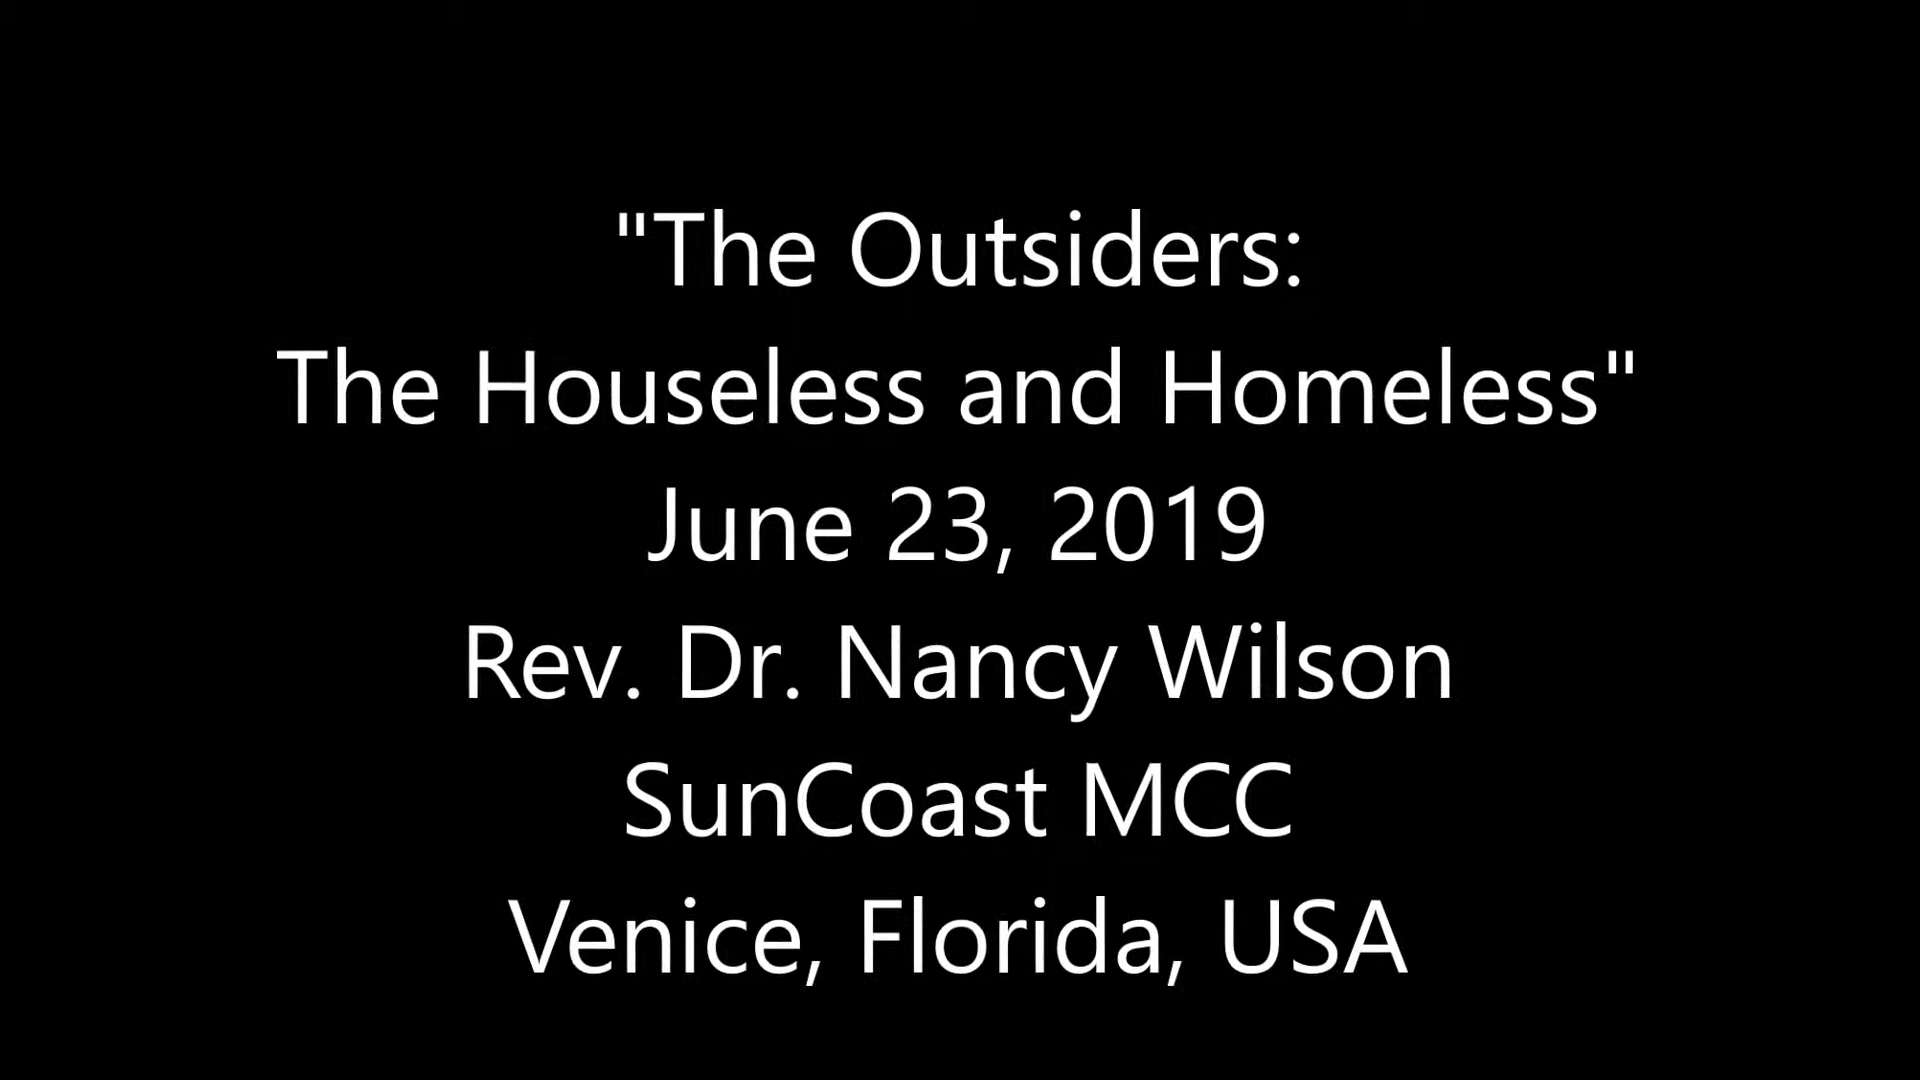 "The Outsiders:
The Houseless and Homeless"
June 23, 2019
Rev. Dr. Nancy Wilson
SunCoast MCC
Venice, Florida, USA